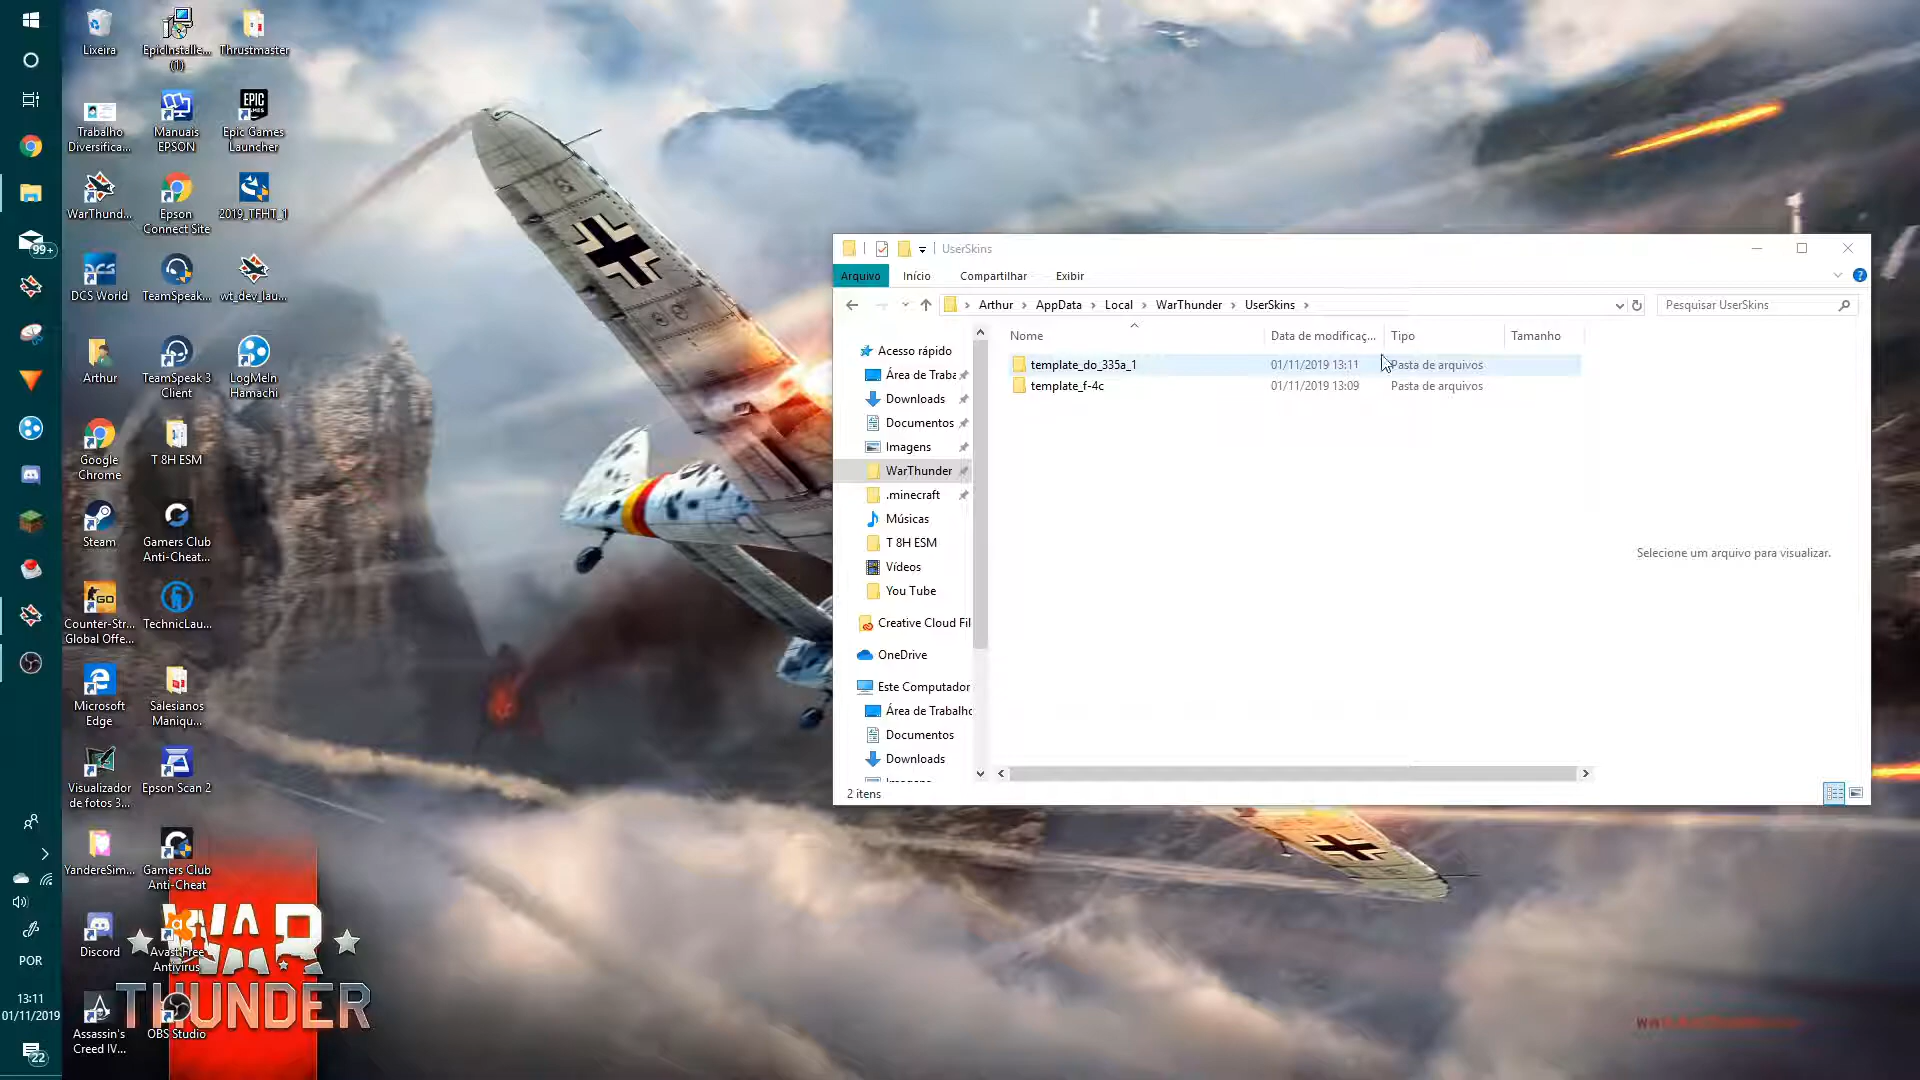 Lixeira
EpicInstalle...
(1)
Thrustmaster
Trabalho
Diversifica...
Manuais
EPSON
EPIC
GAMES
Epic Games
Launcher
WarThund...
Epson
Connect Site
2019_TFHT_1
99+
DCS
DCS World
TeamSpeak...
wt_dev_lau...
Arthur
TeamSpeak 3
Client
LogMeIn
Hamachi
Google
Chrome
T 8H ESM
Steam
Gamers Club
Anti-Cheat...
GO
Counter-Str...
Global Offe...
TechnicLau...
Microsoft
Edge
Salesianos
Maniqu...
Visualizador
de fotos 3...
Epson Scan 2
YandereSim...
Gamers Club
Anti-Cheat
Discord
Avast Free
Antivirus
Assassin's
Creed IV...
OBS Studio
WAR
THUNDER
POR
13:11
01/11/2019
22
UserSkins
Arquivo
Início
Compartilhar
Exibir
Arthur
AppData
Local
WarThunder
UserSkins
Pesquisar UserSkins
Nome
Data de modificaç...
Tipo
Tamanho
template_do_335a_1
01/11/2019 13:11
Pasta de arquivos
template_f-4c
01/11/2019 13:09
Pasta de arquivos
Acesso rápido
Área de Traba
Downloads
Documentos
Imagens
WarThunder
.minecraft
Músicas
T 8H ESM
Vídeos
You Tube
Creative Cloud Fil
OneDrive
Este Computador
Área de Trabalho
Documentos
Downloads
Imagens
Selecione um arquivo para visualizar.
2 itens